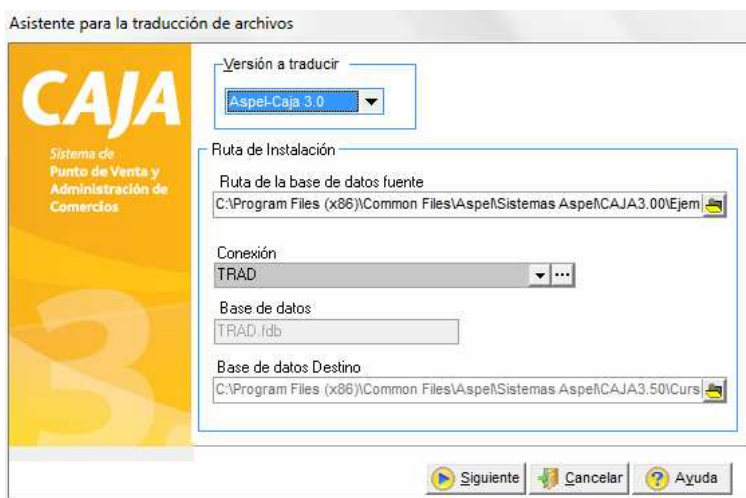 Asistente para la traducción de archivos
CAJA
Sistema de
Punto de Venta y
Administración de
Comercios
3.
Versión a traducir
Aspel-Caja 3.0
Ruta de Instalación
Ruta de la base de datos fuente
C:\Program Files (x86)\Common Files\Aspel\Sistemas Aspel\CAJA3.00\Ejem
Conexión
TRAD
...
Base de datos
TRAD.fdb
Base de datos Destino
C:\Program Files (x86)\Common Files\Aspel\Sistemas Aspel\CAJA3.50\Curs
Siguiente Cancelar Ayuda